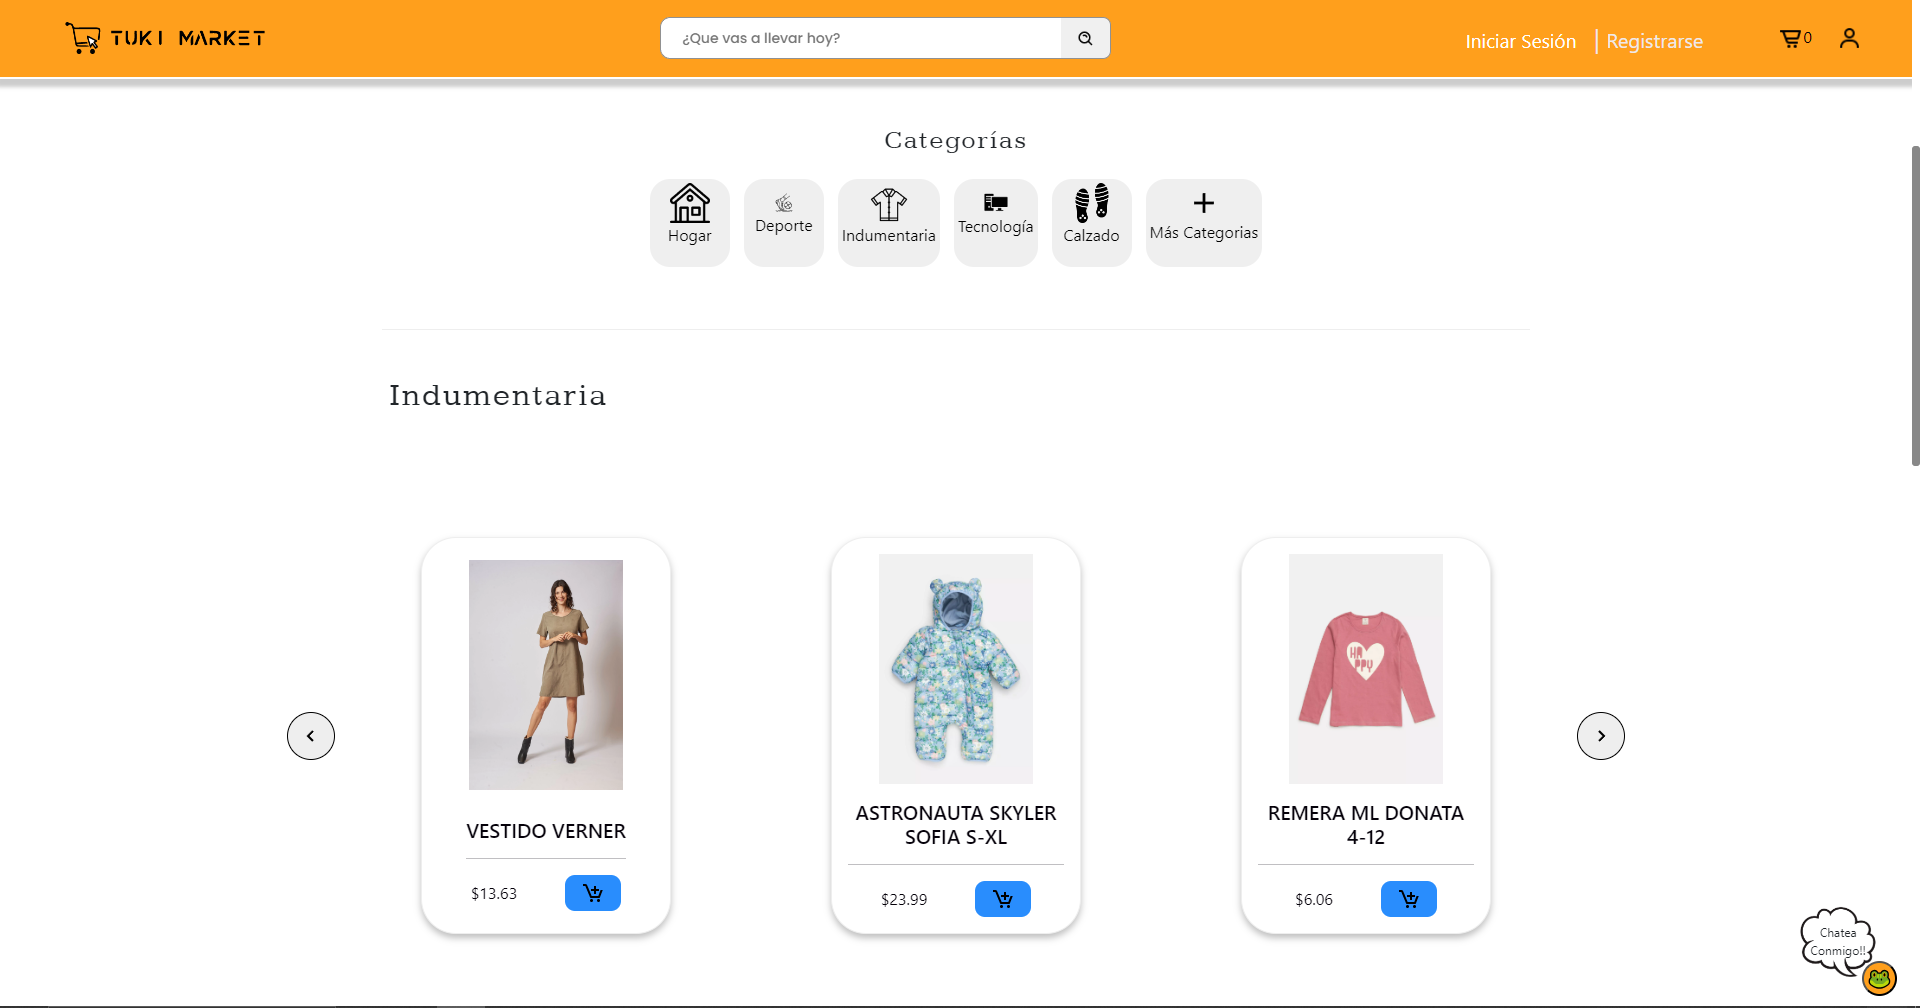 TUKI MARKET
¿Que vas a llevar hoy?
Iniciar Sesión
Registrarse
0
Categorías
Hogar
Deporte
Indumentaria
Tecnología
Calzado
Más Categorias
Indumentaria
HA
PPY
VESTIDO VERNER
$13.63
ASTRONAUTA SKYLER
SOFIA S-XL
$23.99
REMERA ML DONATA
4-12
$6.06
Chatea
Conmigo!!